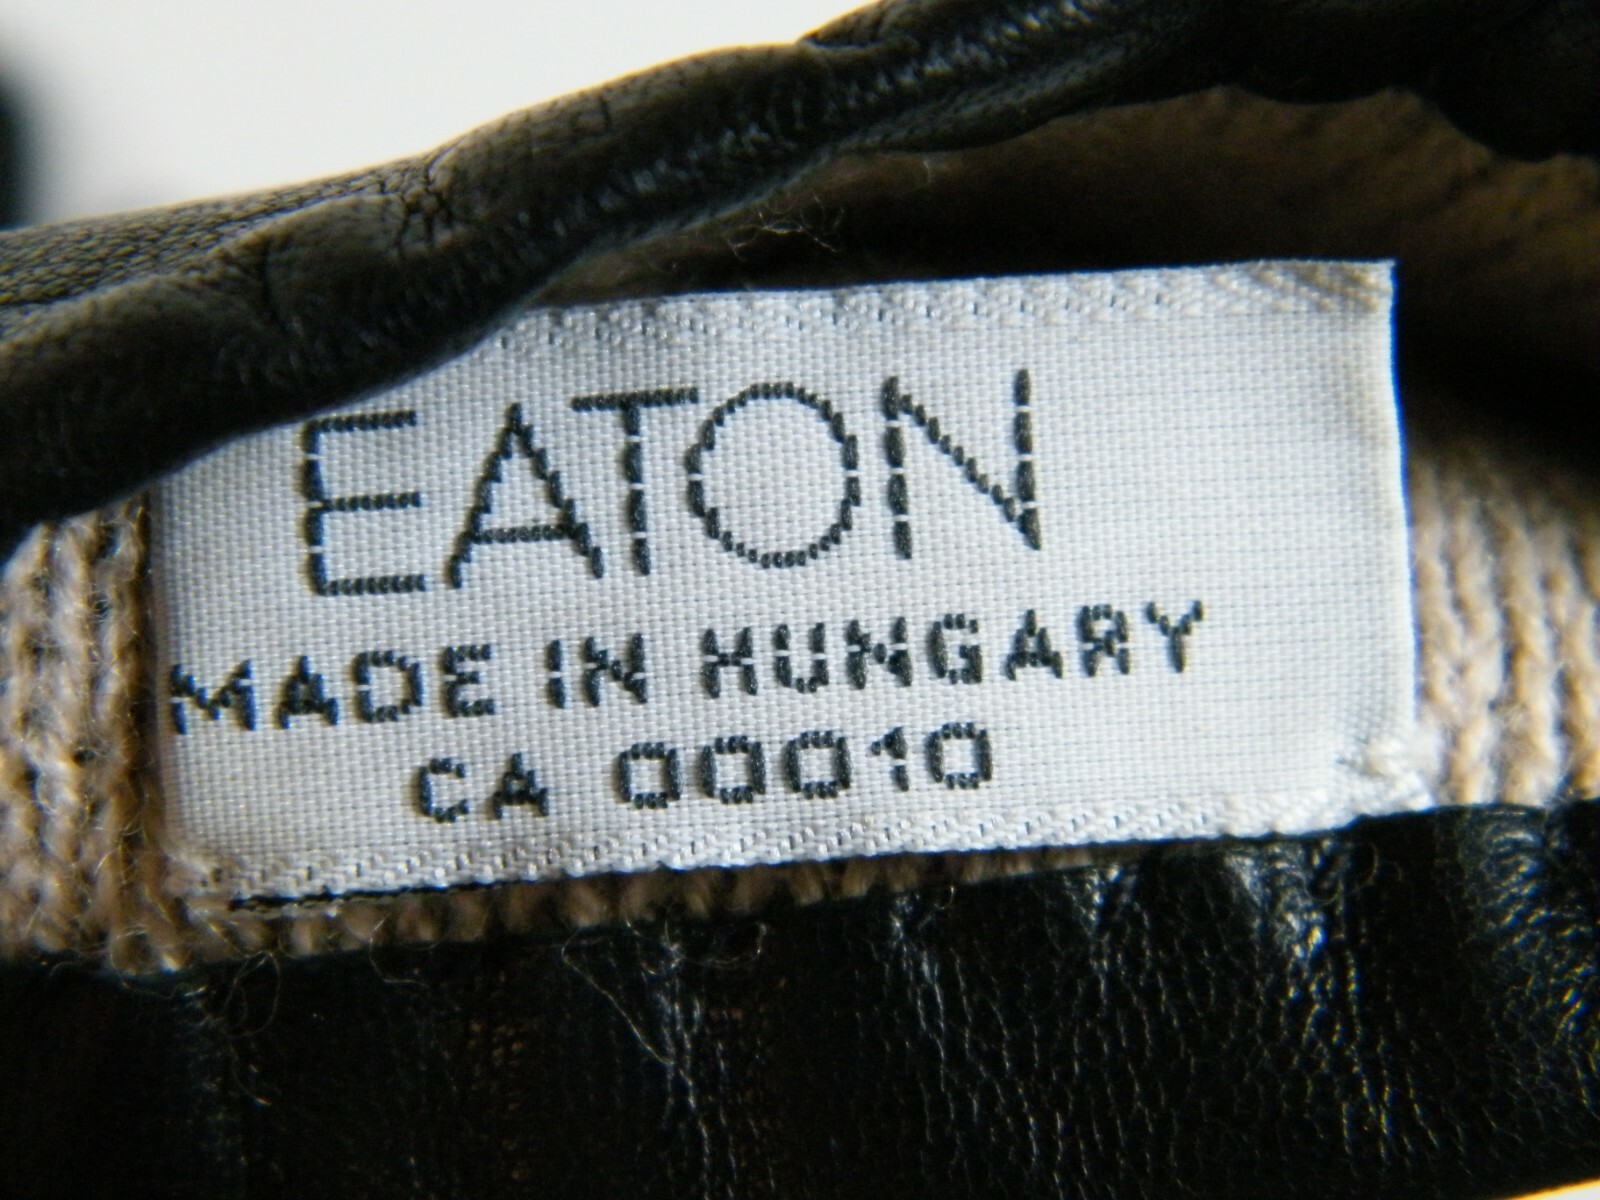 EATON
MADE IN HUNGARY
CA 00010